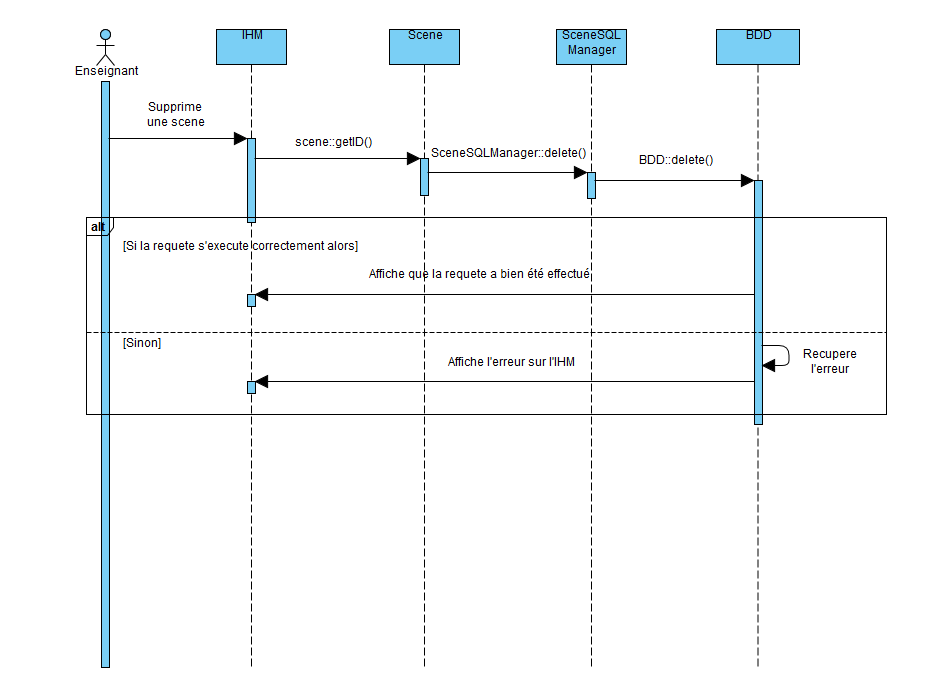 Enseignant
IHM
Scene
SceneSQL
Manager
BDD
Supprime
une scene
scene::getID()
SceneSQLManager::delete()
BDD::delete()
alt
[Si la requete s'execute correctement alors]
Affiche que la requete a bien été effectué
[Sinon]
Recupere
l'erreur
Affiche l'erreur sur l'IHM